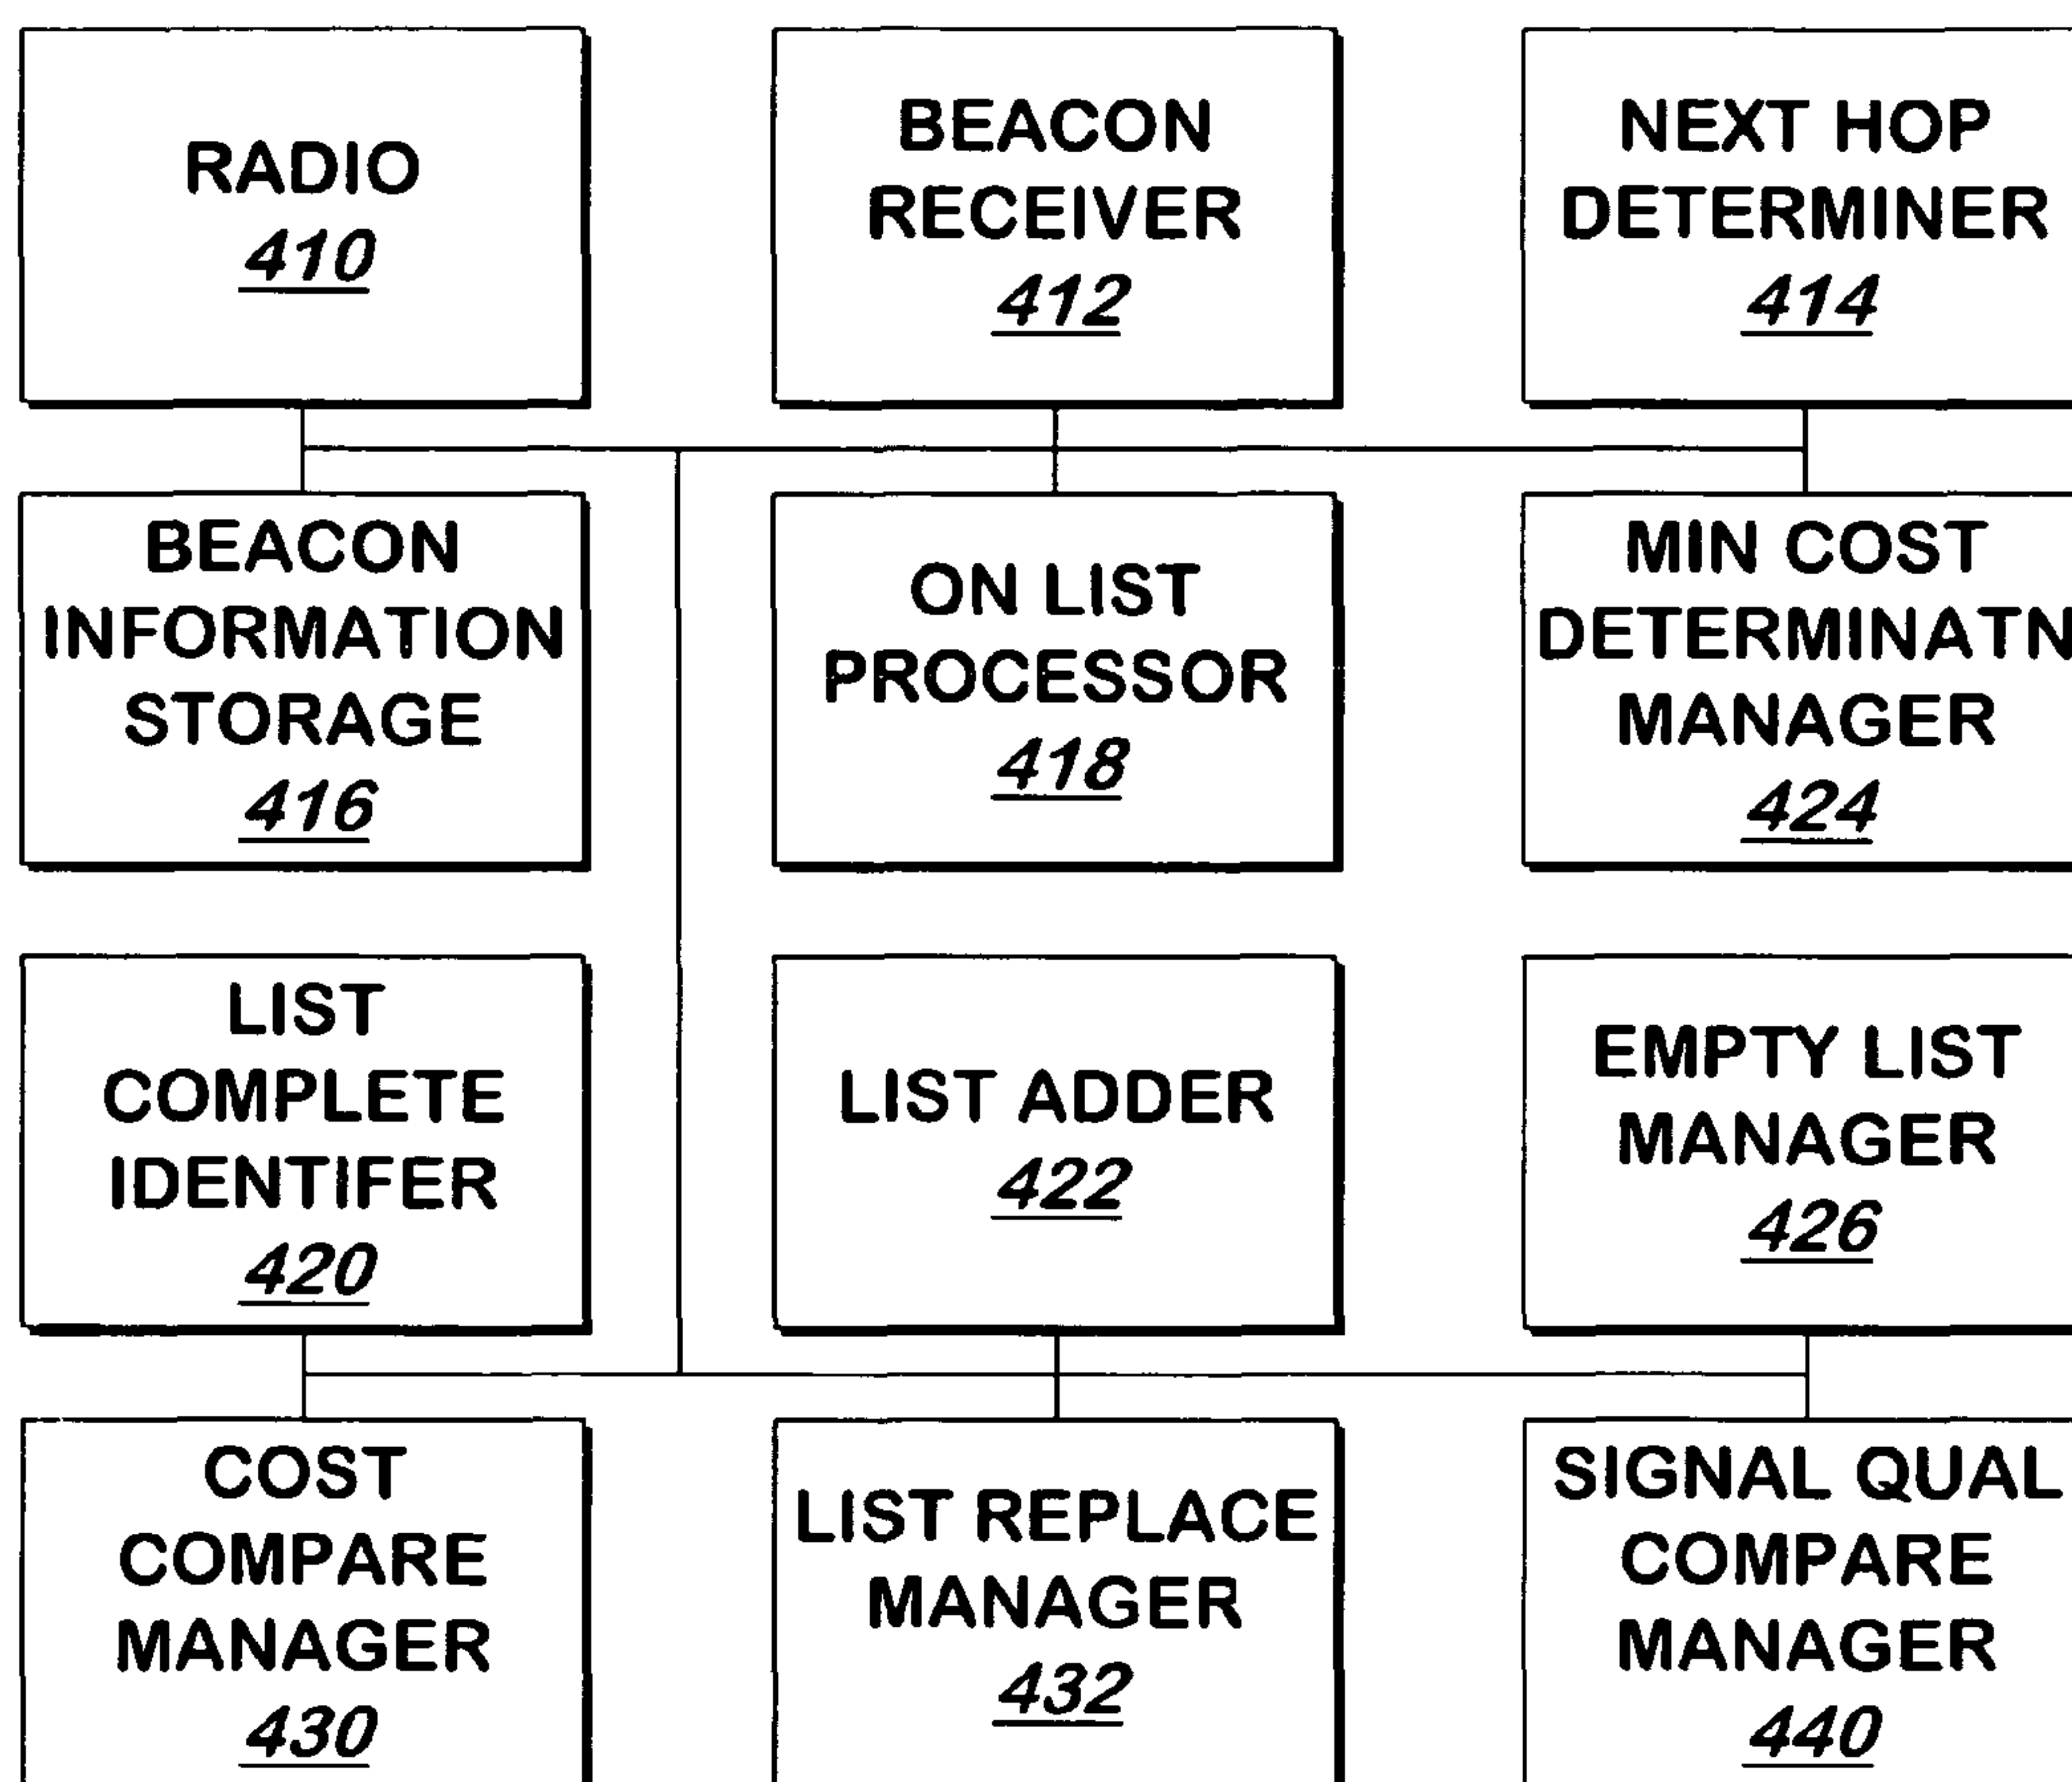 RADIO
410
BEACON
RECEIVER
412
NEXT HOP
DETERMINER
414
BEACON
INFORMATION
STORAGE
416
ON LIST
PROCESSOR
418
MIN COST
DETERMINATN
MANAGER
424
LIST
COMPLETE
IDENTIFER
420
LIST ADDER
422
EMPTY LIST
MANAGER
426
COST
COMPARE
MANAGER
430
LIST REPLACE
MANAGER
432
SIGNAL QUAL
COMPARE
MANAGER
440